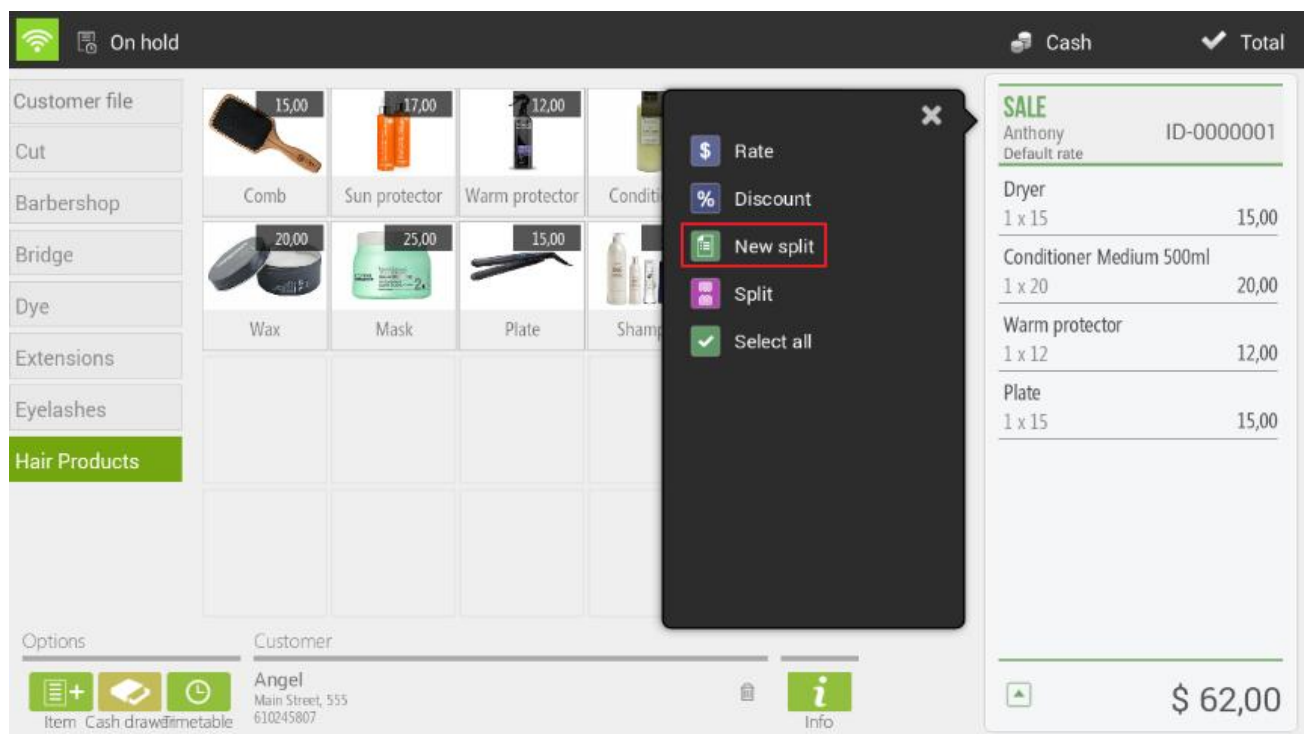 On hold
Cash
Total
Customer file
Cut
Barbershop
Bridge
Dye
Extensions
Eyelashes
Hair Products
15,00
17,00
12,00
Comb
Sun protector
Warm protector
Conditi
20,00
25,00
15,00
Wax
Mask
Plate
Sham
Rate
Discount
New split
Split
Select all
SALE
Anthony
ID-0000001
Default rate
Dryer
1 x 15 15,00
Conditioner Medium 500ml
1 x 20 20,00
Warm protector
1 x 12 12,00
Plate
1 x 15 15,00
$ 62,00
Options
Item
Cash drawer
Timetable
Customer
Angel
Main Street, 555
610245807
Info